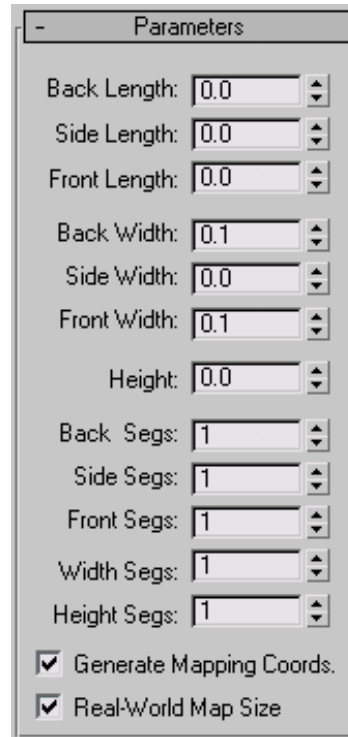 - Parameters
Back Length: 0.0
Side Length: 0.0
Front Length: 0.0
Back Width: 0.1
Side Width: 0.0
Front Width: 0.1
Height: 0.0
Back Segs: 1
Side Segs: 1
Front Segs: 1
Width Segs: 1
Height Segs: 1
Generate Mapping Coords.
Real-World Map Size